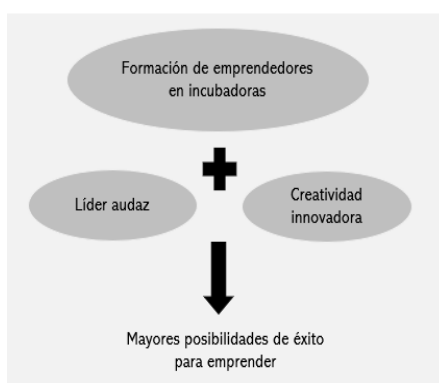 Formación de emprendedores
en incubadoras
Líder audaz
Creatividad
innovadora
Mayores posibilidades de éxito
para emprender